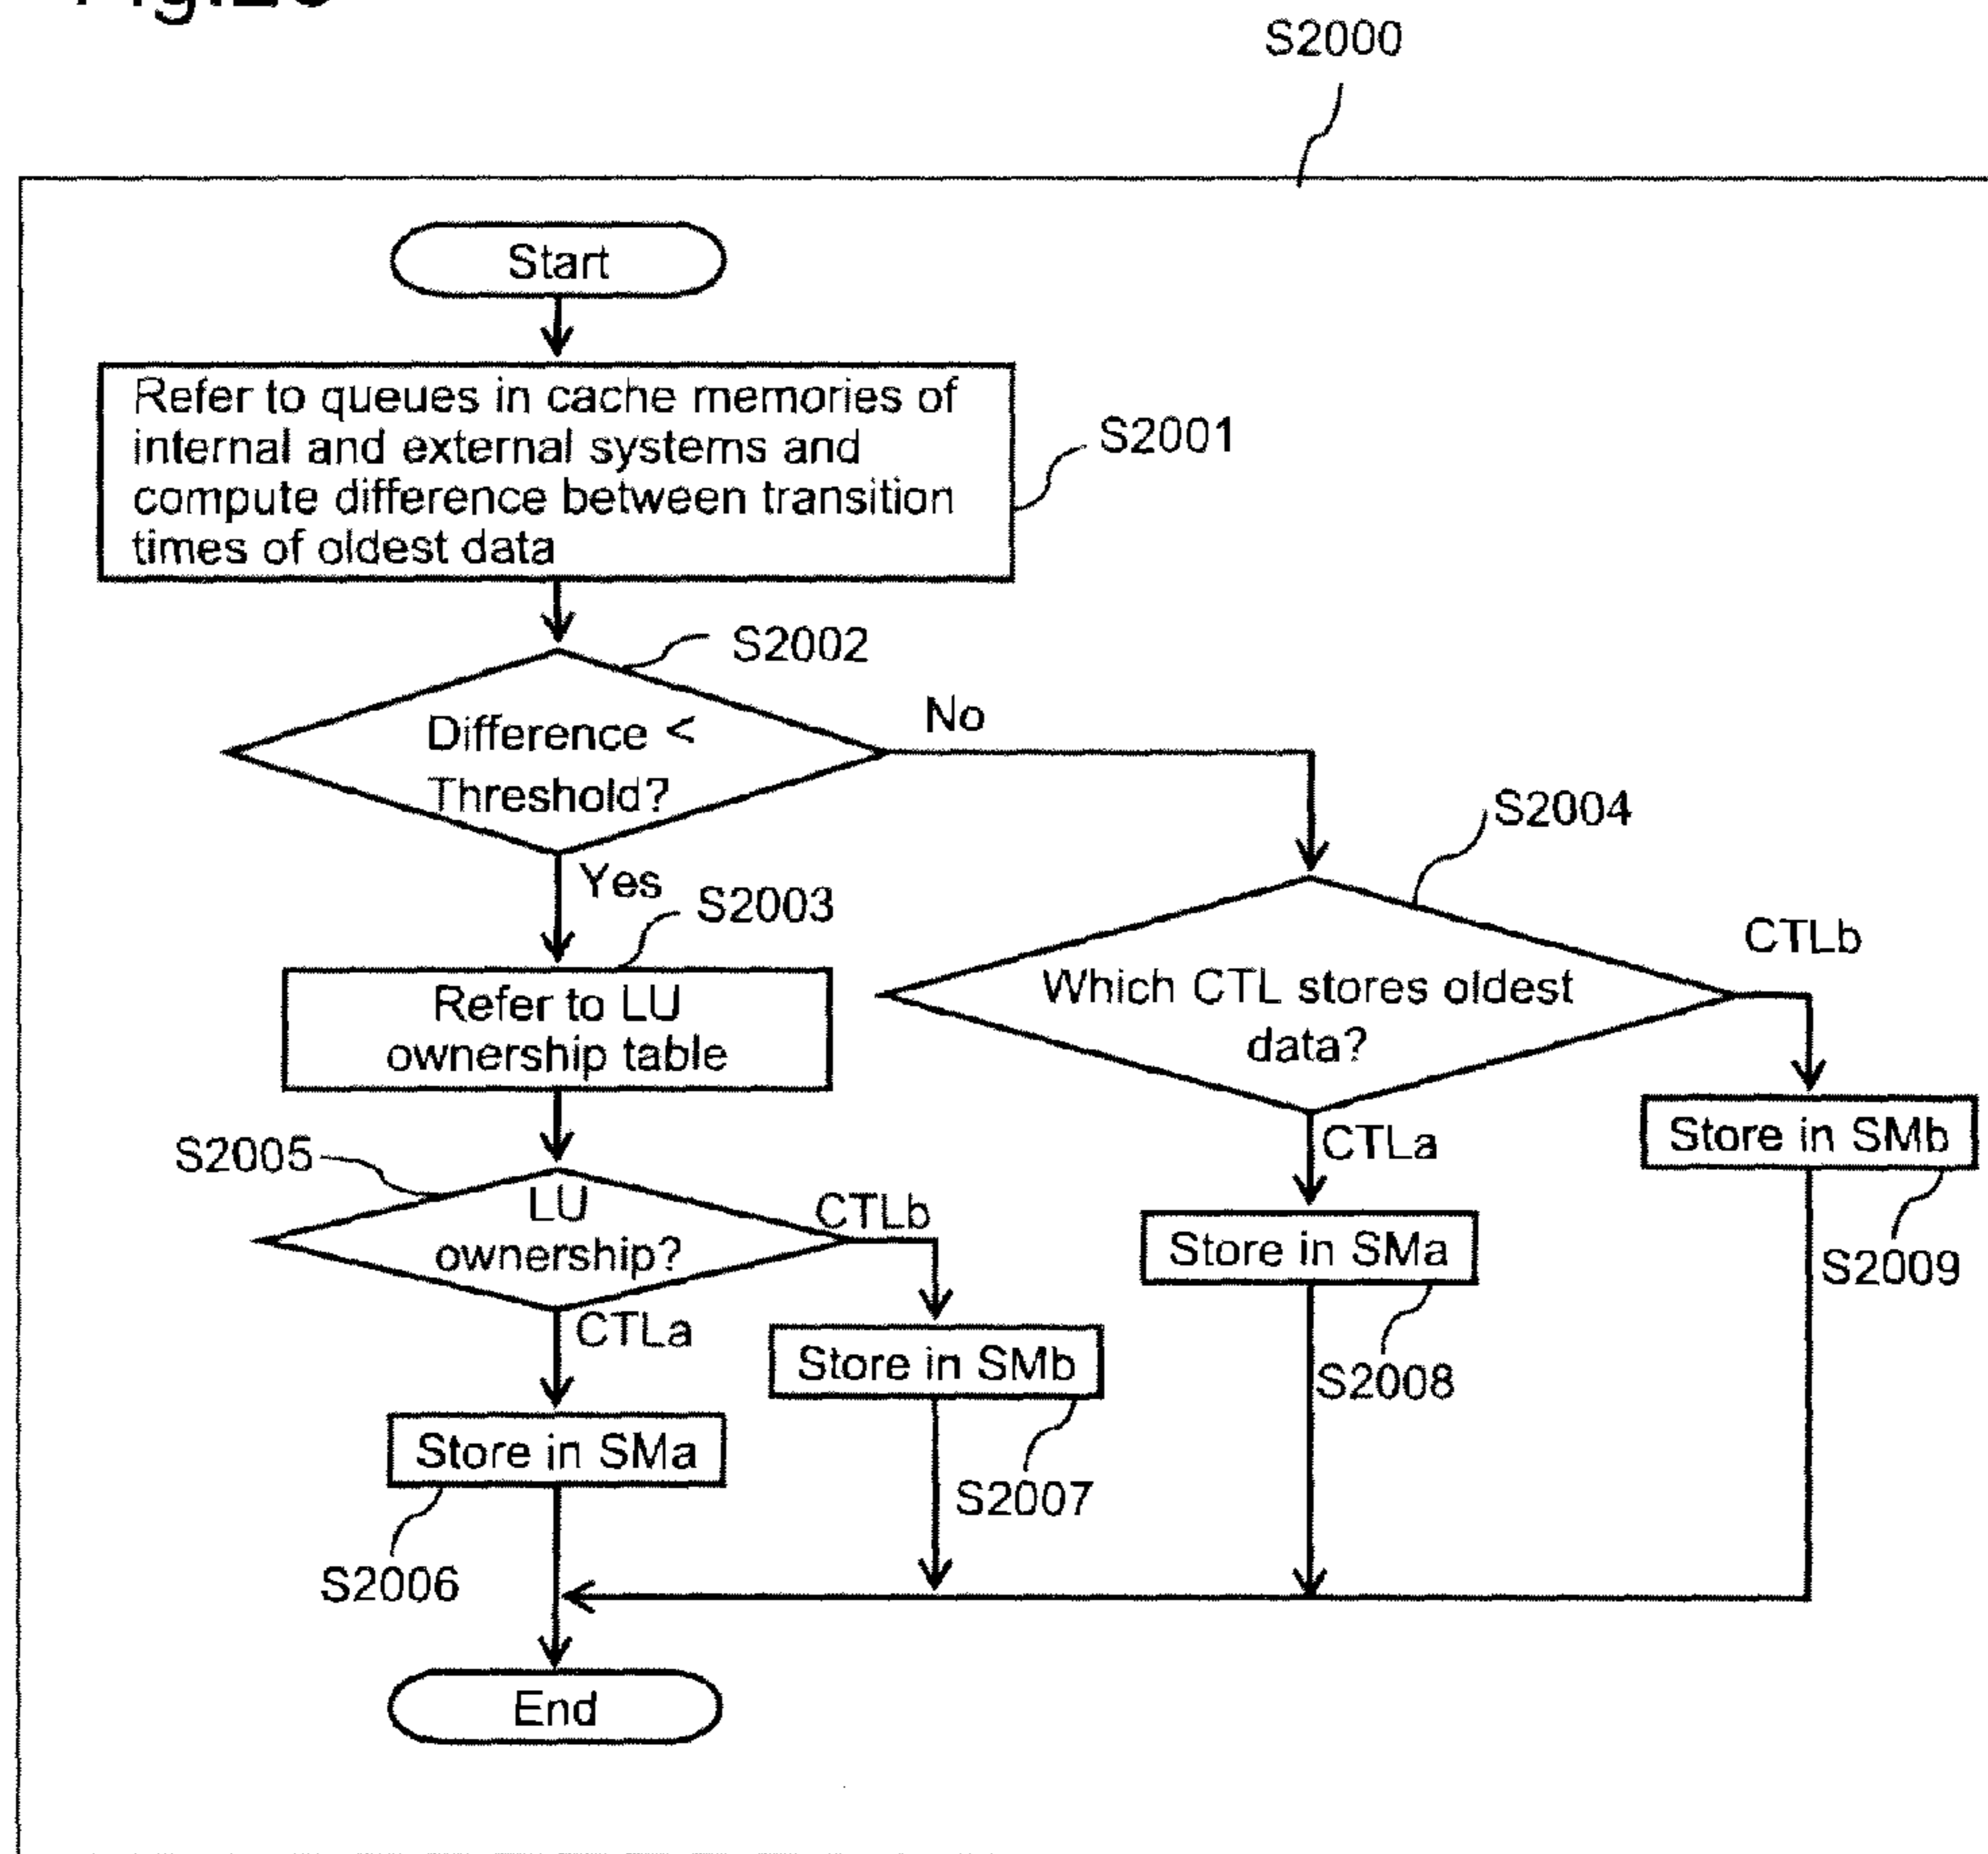 S2000
Start
Refer to queues in cache memories of
internal and external systems and
compute difference between transition
times of oldest data
S2001
S2002
Difference <
Threshold?
No
Yes
S2003
Refer to LU
ownership table
S2004
Which CTL stores oldest
data?
CTLb
CTLa
Store in SMb
S2009
Store in SMa
S2008
S2005
LU
ownership?
CTLb
CTLa
Store in SMb
S2007
Store in SMa
S2006
End